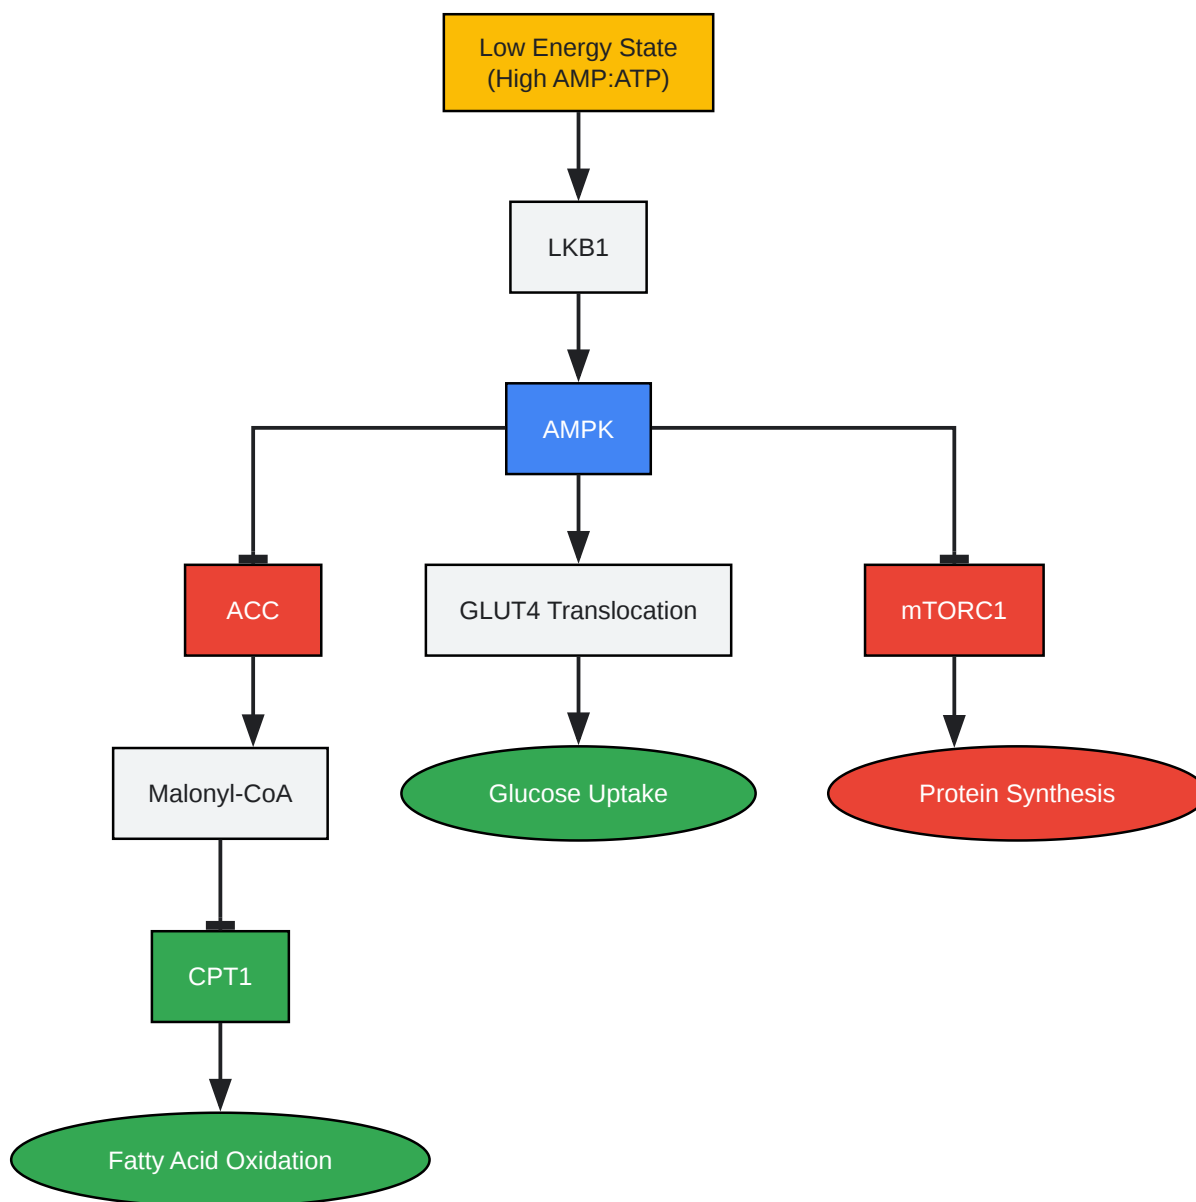 Low Energy State
(High AMP:ATP)
LKB1
AMPK
ACC
GLUT4 Translocation
mTORC1
Malonyl-CoA
Glucose Uptake
Protein Synthesis
CPT1
Fatty Acid Oxidation